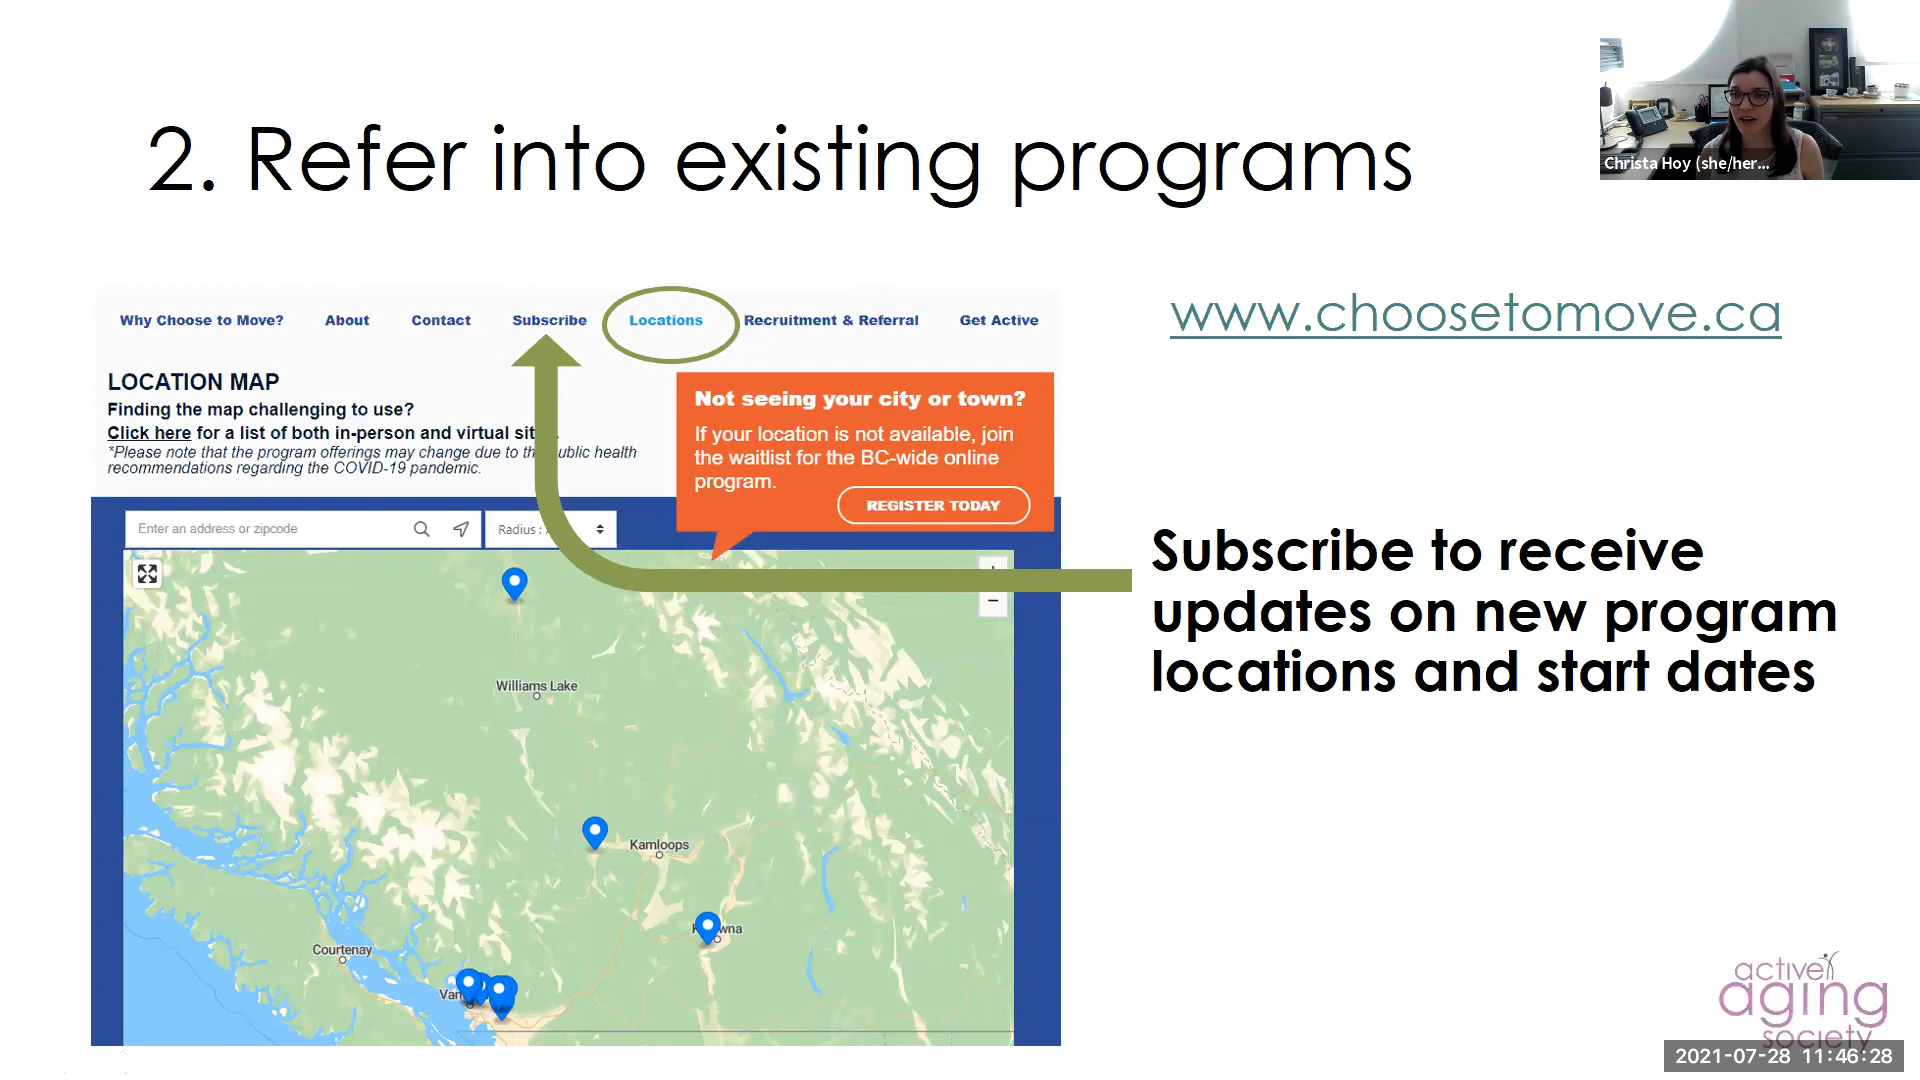 2. Refer into existing programs
Christa Hoy (she/her...
www.choosetomove.ca
Why Choose to Move? About Contact Subscribe Locations Recruitment & Referral Get Active
LOCATION MAP
Finding the map challenging to use?
Click here for a list of both in-person and virtual
*Please note that the program offerings may change due to health
recommendations regarding the COVID-19 pandemic.
Not seeing your city or town?
If your location is not available, join
the waitlist for the BC-wide online
program.
REGISTER TODAY
Enter an address or zipcode
Radius :
Williams Lake
Kamloops
Courtenay
Subscribe to receive
updates on new program
locations and start dates
active
aging
society
2021-07-28 11:46:28